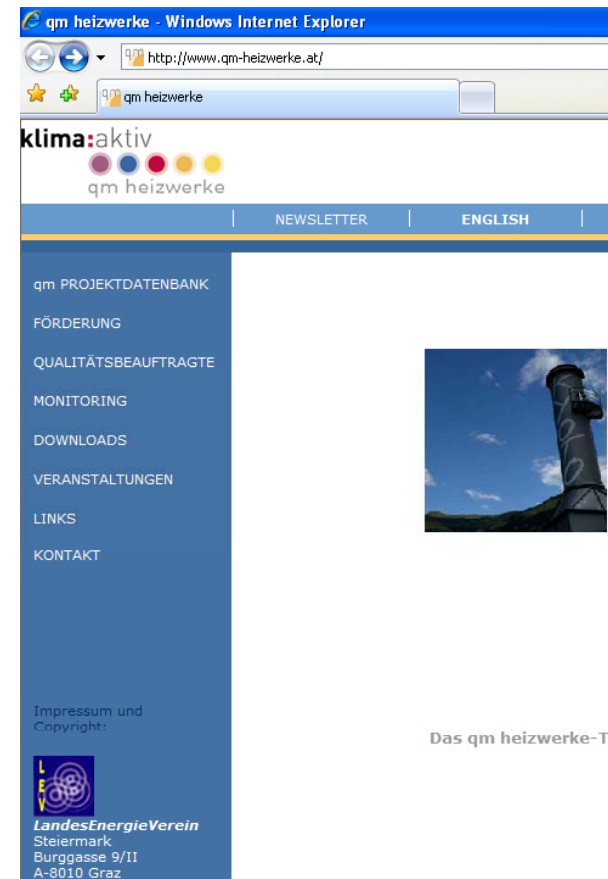 qm heizwerke - Windows Internet Explorer
http://www.qm-heizwerke.at/
qm heizwerke
klima:aktiv
qm heizwerke
NEWSLETTER | ENGLISH |
qm PROJEKTDATENBANK
FÖRDERUNG
QUALITÄTSBEAUFTRAGTE
MONITORING
DOWNLOADS
VERANSTALTUNGEN
LINKS
KONTAKT
Das qm heizwerke-T
Impressum und
Copyright:
LEV
LandesEnergieVerein
Steiermark
Burggasse 9/II
A-8010 Graz